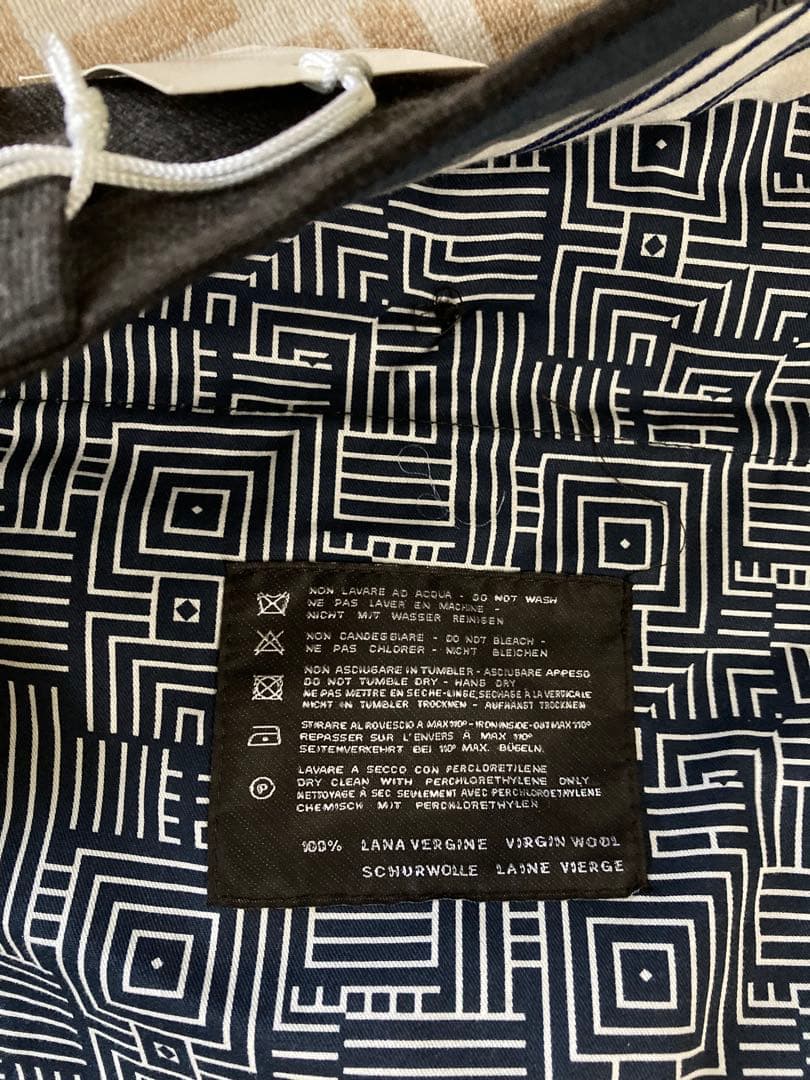 NON LAVARE AD ACQUA - DO NOT WASH
NE PAS LAVER EN MACHINE -
NICHT MIT WASSER REINIGEN
NON CANDEGGIARE - DO NOT BLEACH -
NE PAS CHLORER - NICHT BLEICHEN
NON ASCIUGARE IN TUMBLER - ASCIUGARE APPESO
DO NOT TUMBLE DRY - HANG DRY
NE PAS METTRE EN SECHE-LINGE, SECHAGE À LA VERTICALE
NICHT IN TUMBLER TROCKNEN - AUFHÄNGT TROCKNEN
STIRARE AL ROVESCIO A MAX 110° - IRON INSIDE-OUT MAX 110°
REPASSER SUR L'ENVERS À MAX 110°
SEITENVERKEHRT BEI 110° MAX. BÜGELN.
P
LAVARE A SECCO CON PERCLORETILENE
DRY CLEAN WITH PERCHLORETHYLENE ONLY
NETTOYAGE À SEC SEULEMENT AVEC PERCHLOROETHYLENE
CHEMISCH MIT PERCHLORETHYLEN
100% LANA VERGINE VIRGIN WOOL
SCHURWOLLE LAINE VIERGE